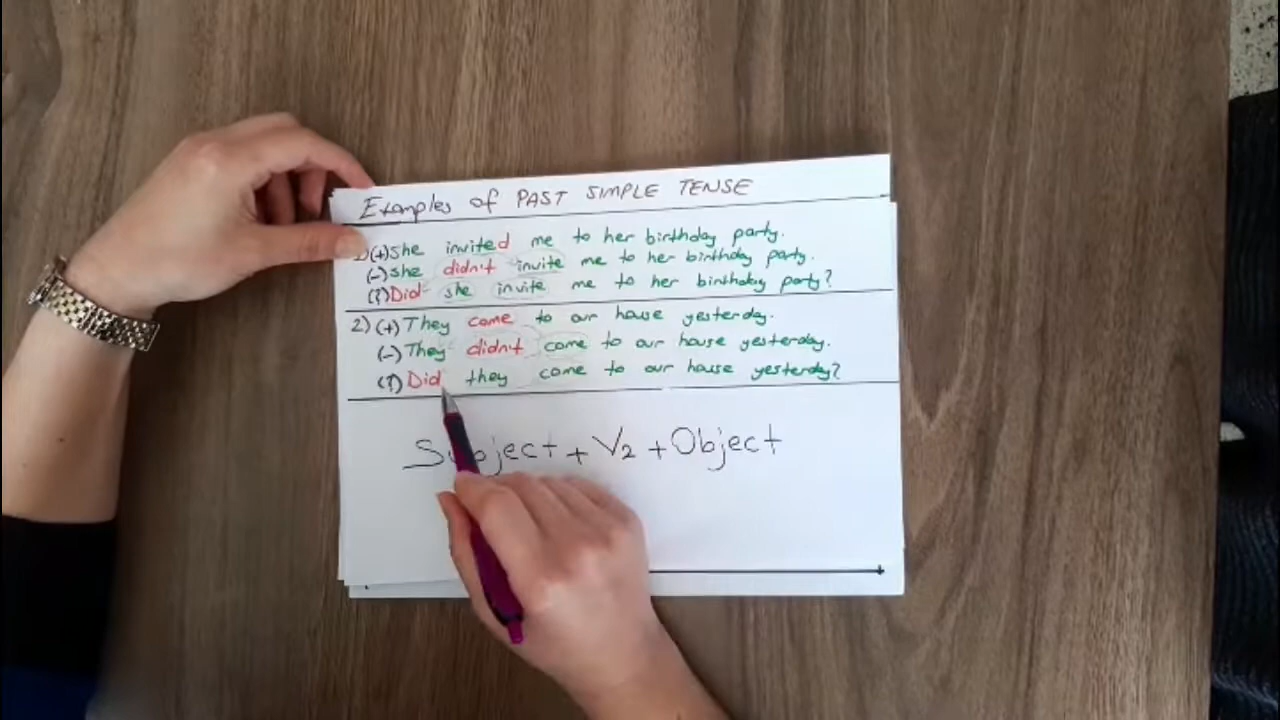 Examples of PAST SIMPLE TENSE
(+) She invited me to her birthday party.
(-) She didn't invite me to her birthday party.
(?) Did she invite me to her birthday party?
2) (+) They came to our house yesterday.
(-) They didn't come to our house yesterday.
(?) Did they come to our house yesterday?
Subject + V2 + Object